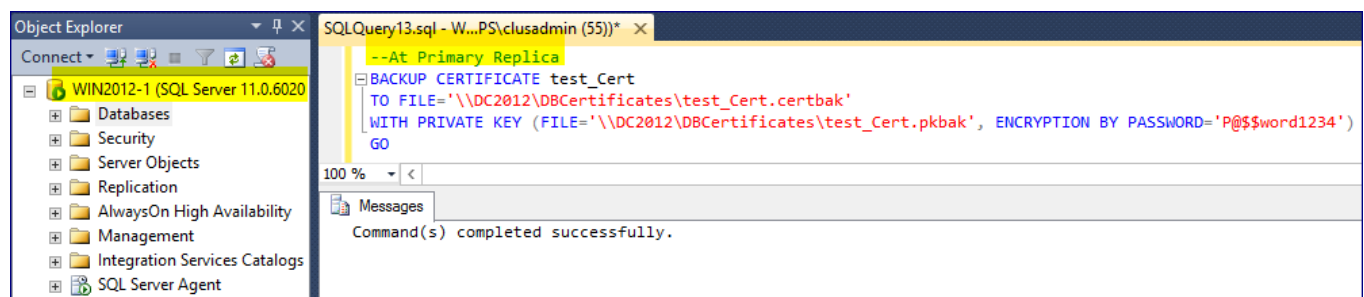 Object Explorer
Connect
WIN2012-1 (SQL Server 11.0.6020
Databases
Security
Server Objects
Replication
AlwaysOn High Availability
Management
Integration Services Catalogs
SQL Server Agent
SQLQuery13.sql - W...PS\clusadmin (55))*
--At Primary Replica
BACKUP CERTIFICATE test_Cert
TO FILE='\\DC2012\DBCertificates\test_Cert.certbak'
WITH PRIVATE KEY (FILE='\\DC2012\DBCertificates\test_Cert.pkbak', ENCRYPTION BY PASSWORD='P@$$word1234')
GO
100 %
Messages
Command(s) completed successfully.